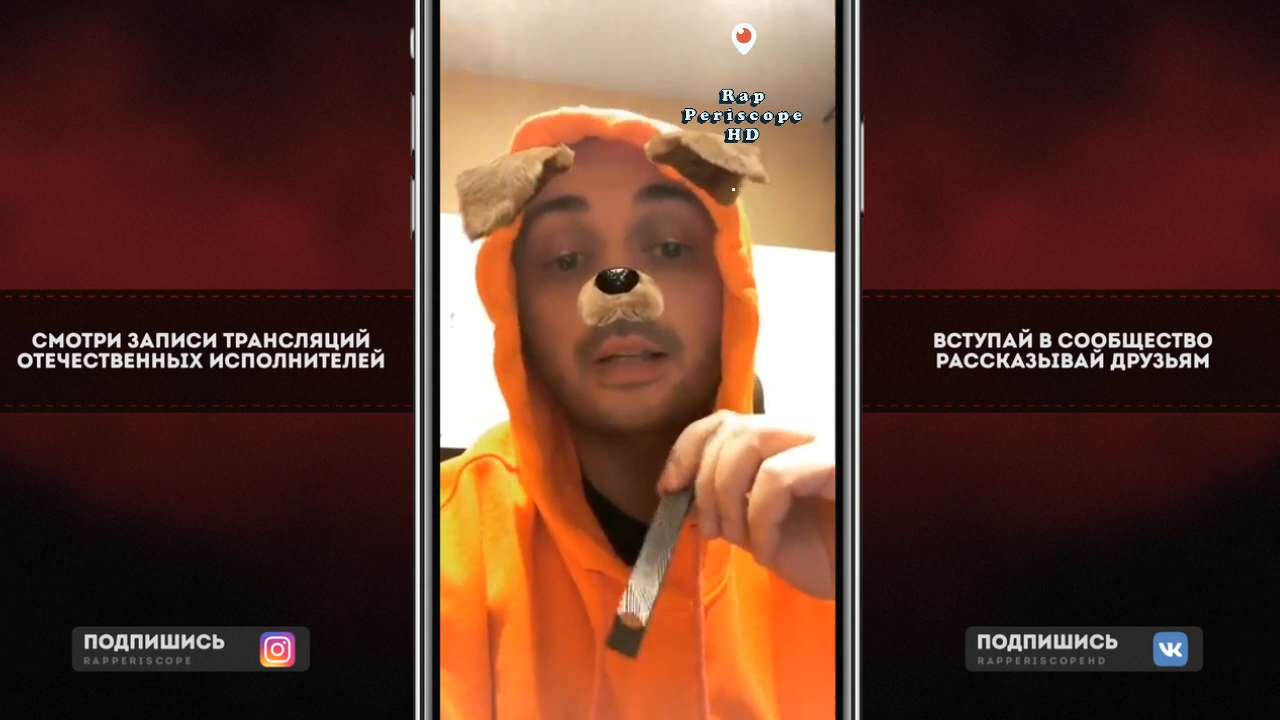 Rap
Periscope
HD
СМОТРИ ЗАПИСИ ТРАНСЛЯЦИЙ
ОТЕЧЕСТВЕННЫХ ИСПОЛНИТЕЛЕЙ
ВСТУПАЙ В СООБЩЕСТВО
РАССКАЗЫВАЙ ДРУЗЬЯМ
ПОДПИШИСЬ
RAPPERISCOPE
ПОДПИШИСЬ
RAPPERISCOPEHD